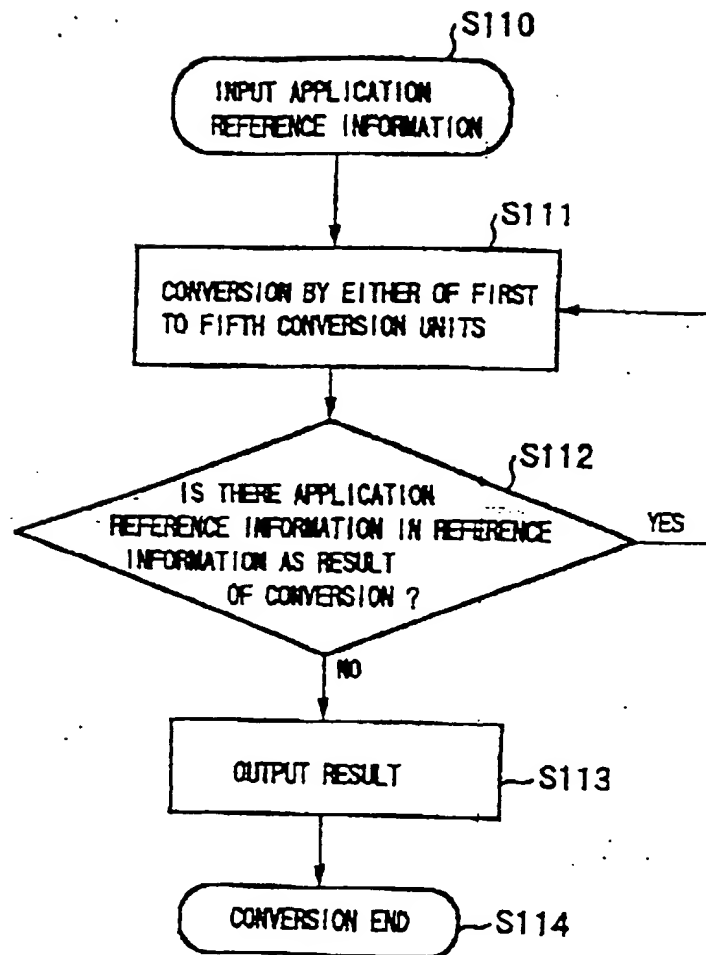 S110
INPUT APPLICATION
REFERENCE INFORMATION
S111
CONVERSION BY EITHER OF FIRST
TO FIFTH CONVERSION UNITS
S112
IS THERE APPLICATION
REFERENCE INFORMATION IN REFERENCE
INFORMATION AS RESULT
OF CONVERSION ?
YES
NO
OUTPUT RESULT
S113
CONVERSION END
S114